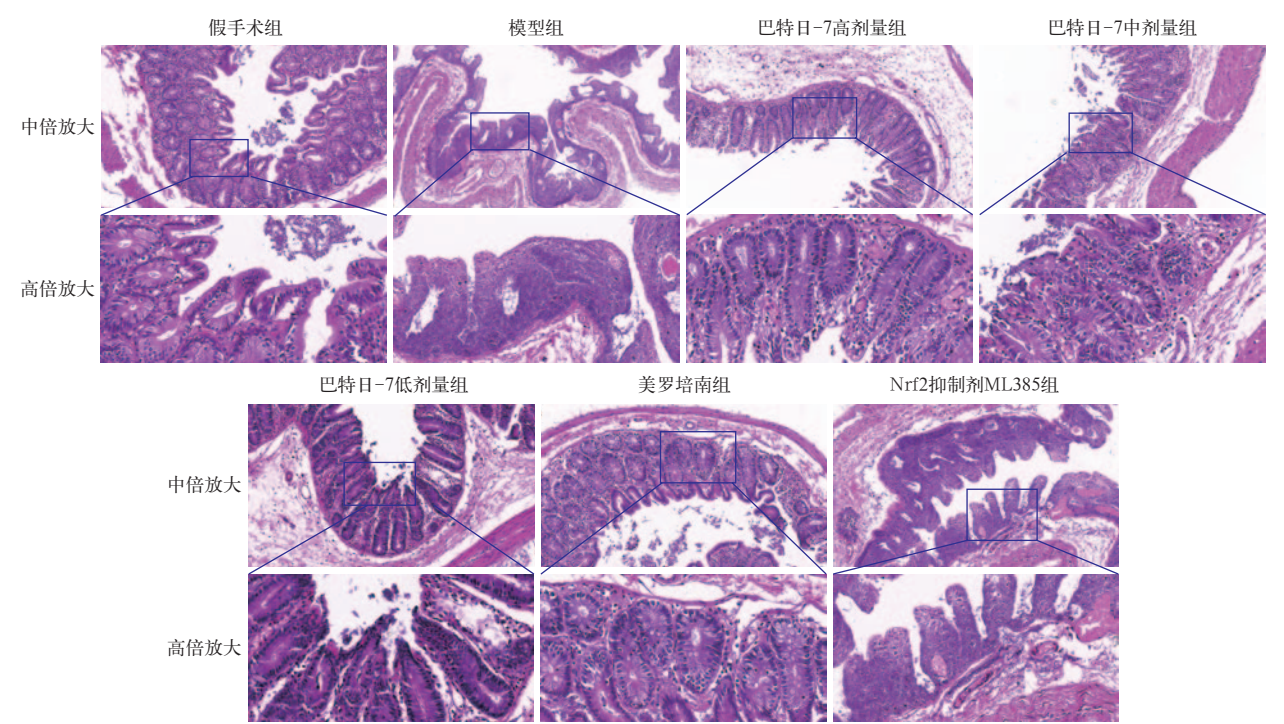 假手术组 模型组 巴特日-7高剂量组 巴特日-7中剂量组
中倍放大
高倍放大
巴特日-7低剂量组 美罗培南组 Nrf2抑制剂ML385组
中倍放大
高倍放大